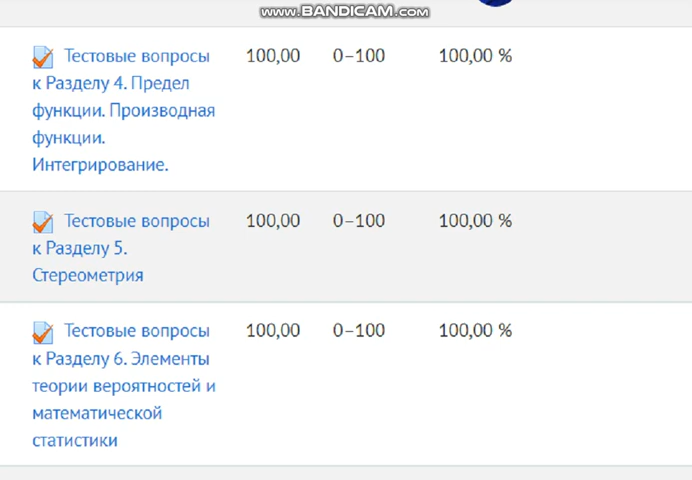 www.BANDICAM.com
Тестовые вопросы 100,00 0–100 100,00 %
к Разделу 4. Предел
функции. Производная
функции.
Интегрирование.
Тестовые вопросы 100,00 0–100 100,00 %
к Разделу 5.
Стереометрия
Тестовые вопросы 100,00 0–100 100,00 %
к Разделу 6. Элементы
теории вероятностей и
математической
статистики